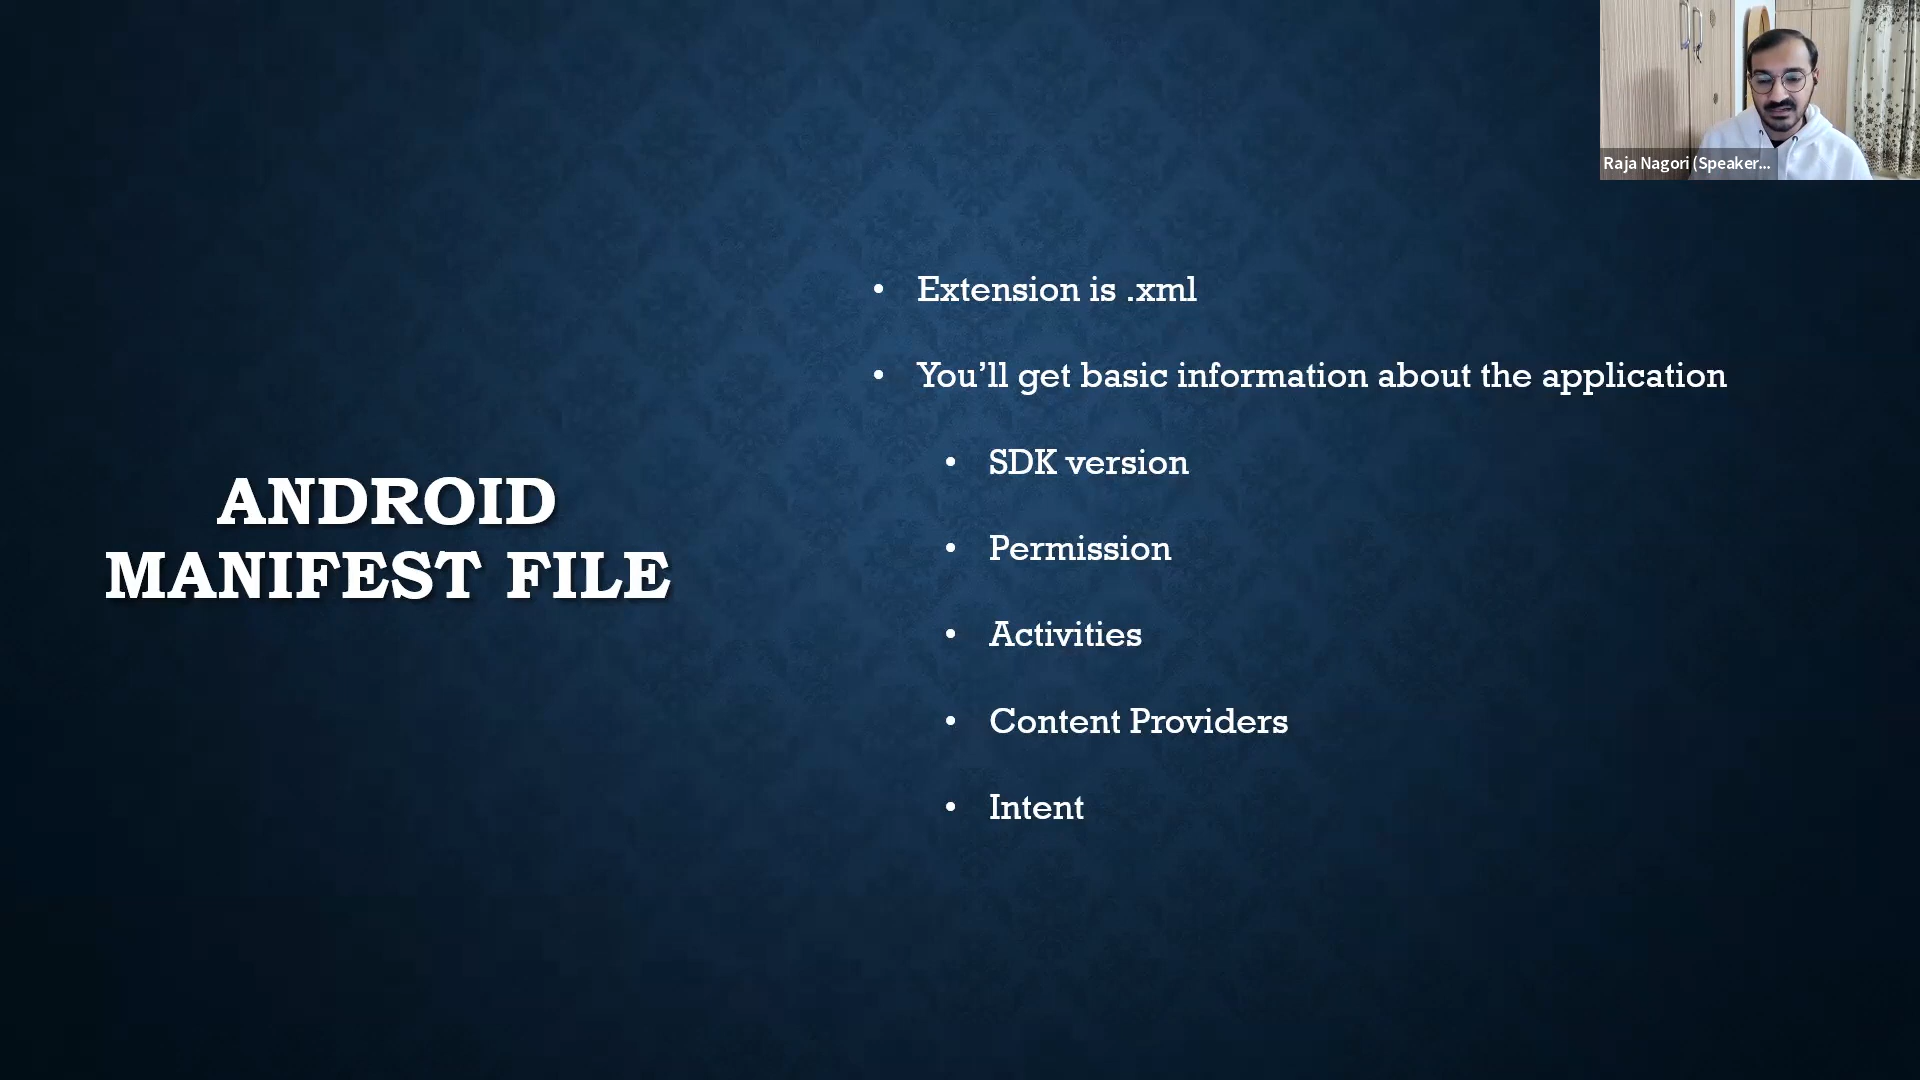 Raja Nagori (Speaker...
ANDROID
MANIFEST FILE
• Extension is .xml
• You’ll get basic information about the application
• SDK version
• Permission
• Activities
• Content Providers
• Intent